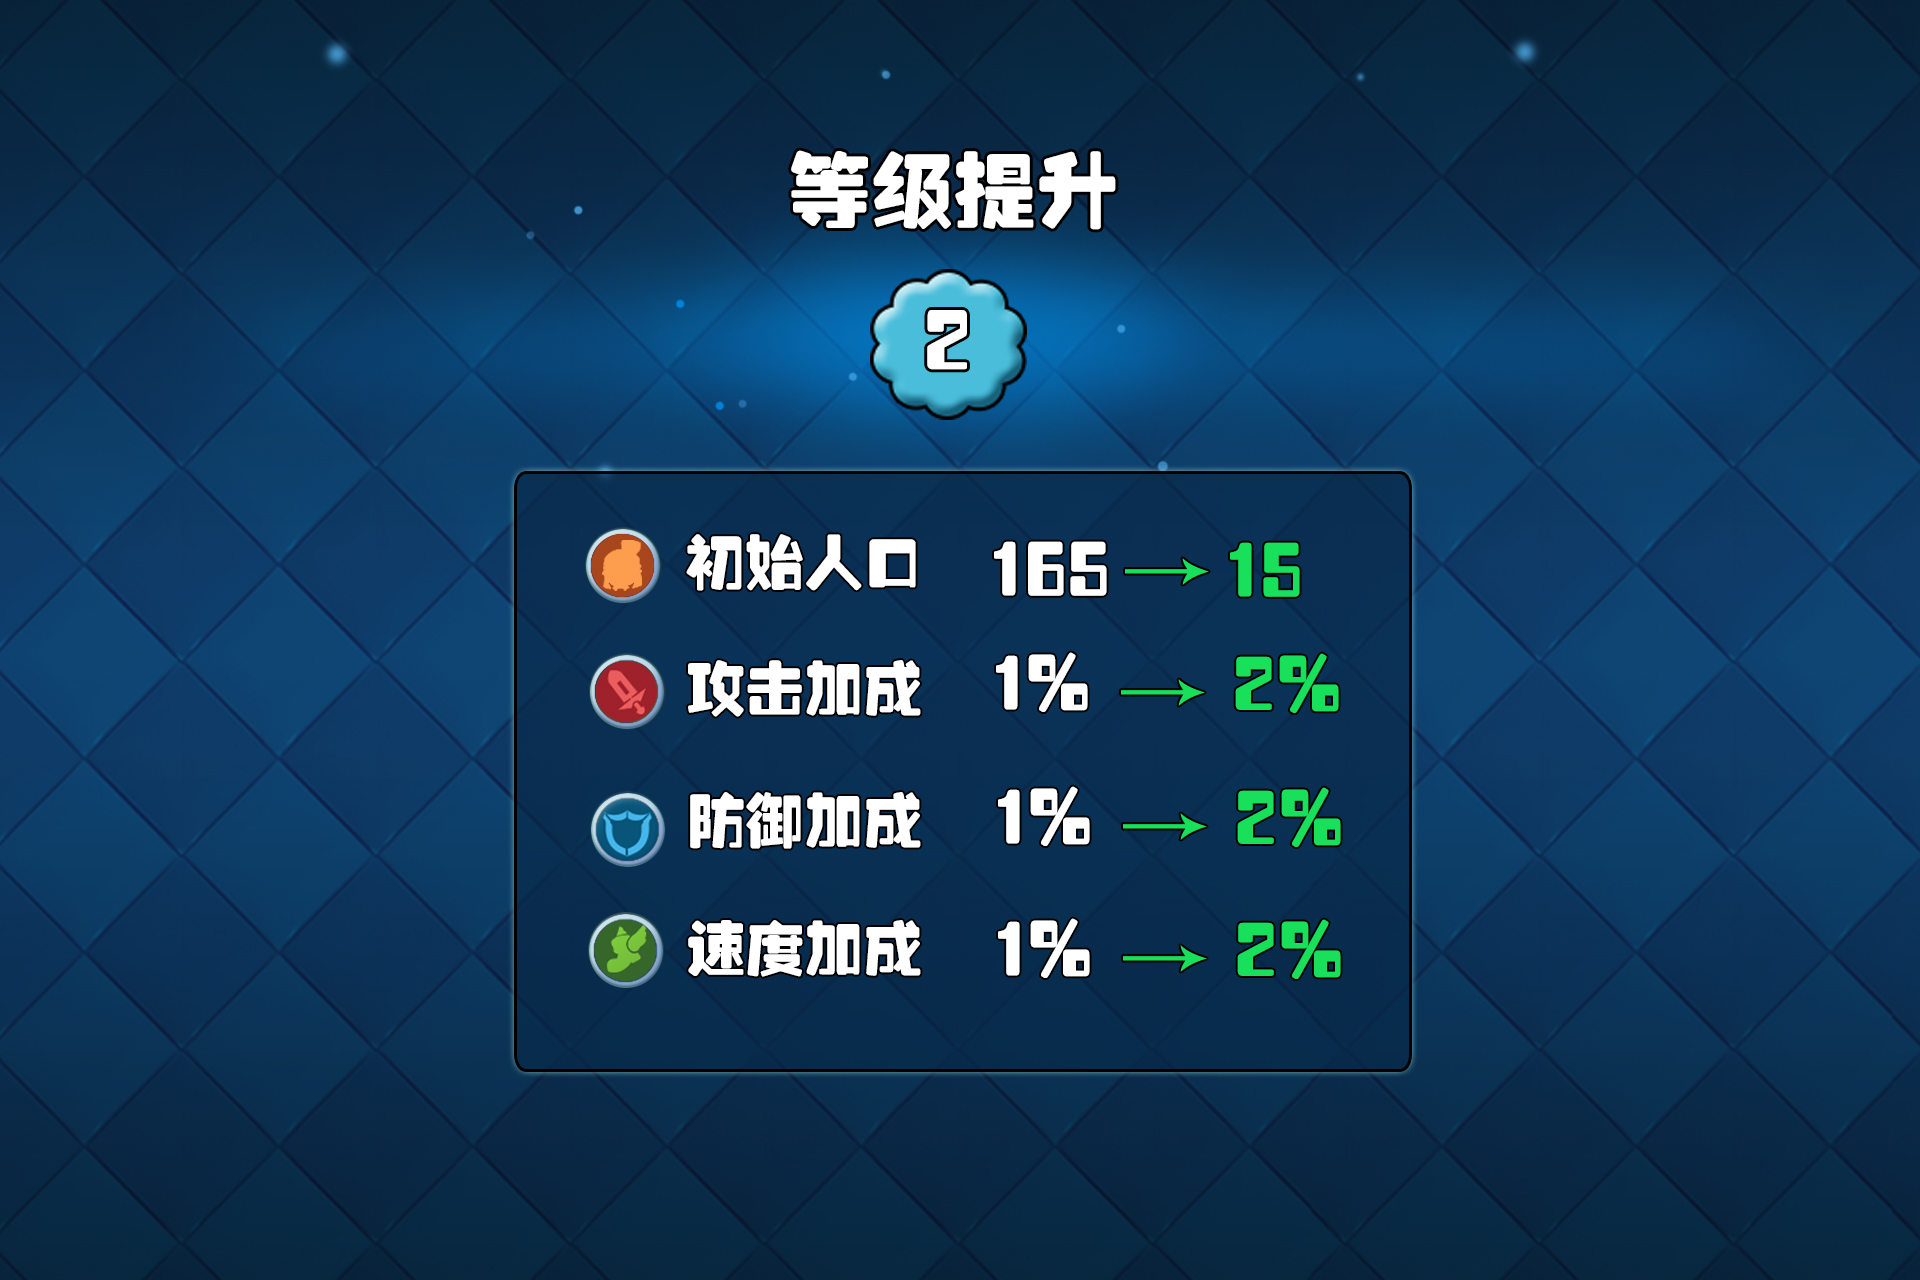 等级提升
2
初始人口 165 → 15
攻击加成 1% → 2%
防御加成 1% → 2%
速度加成 1% → 2%